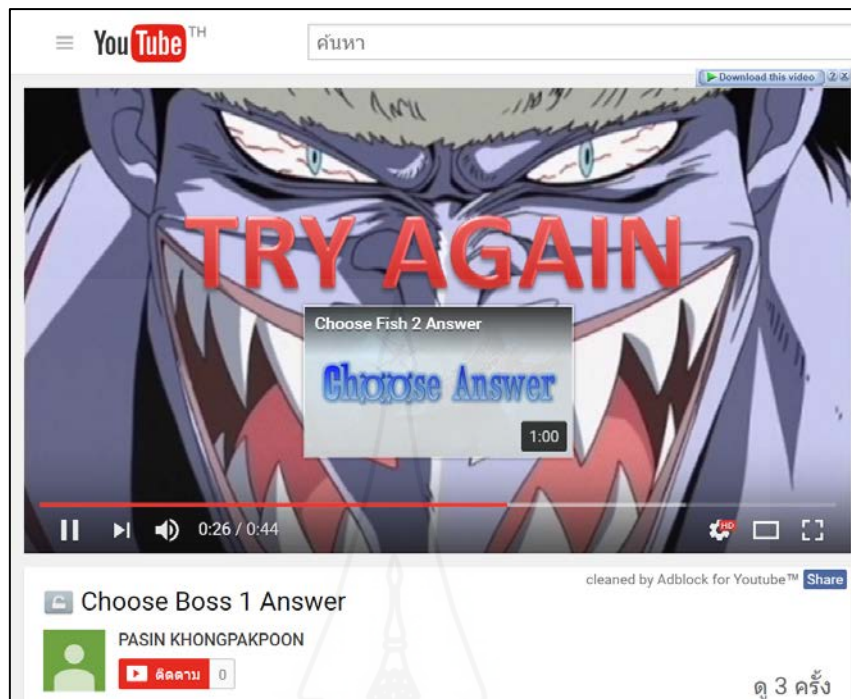 YouTube TH
ค้นหา
Download this video ? X
TRY AGAIN
Choose Fish 2 Answer
Choose Answer
1:00
0:26 / 0:44
HD
cleaned by Adblock for Youtube™ Share
Choose Boss 1 Answer
PASIN KHONGPAKPOON
ติดตาม 0
ดู 3 ครั้ง